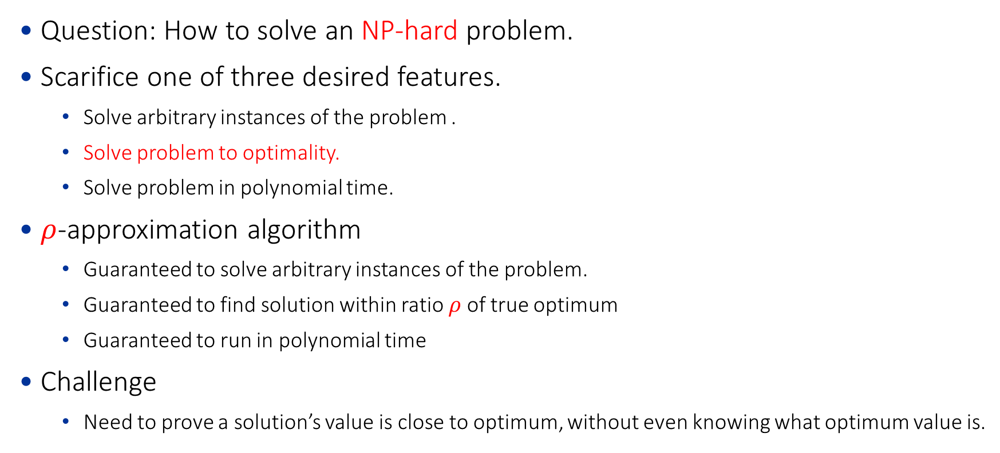 • Question: How to solve an NP-hard problem.
• Scarifice one of three desired features.
• Solve arbitrary instances of the problem .
• Solve problem to optimality.
• Solve problem in polynomial time.
• ρ-approximation algorithm
• Guaranteed to solve arbitrary instances of the problem.
• Guaranteed to find solution within ratio ρ of true optimum
• Guaranteed to run in polynomial time
• Challenge
• Need to prove a solution’s value is close to optimum, without even knowing what optimum value is.